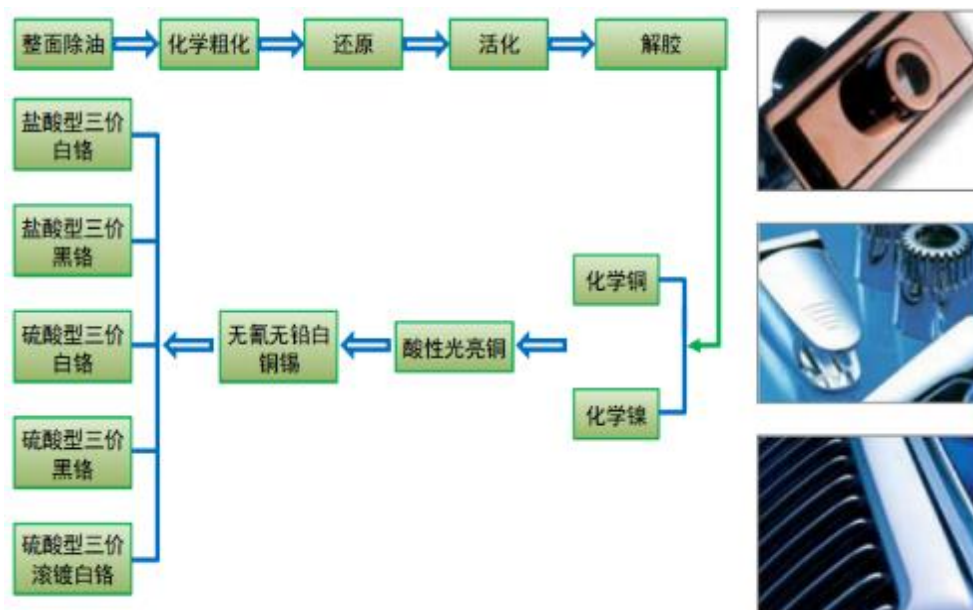 整面除油
化学粗化
还原
活化
解胶
盐酸型三价
白铬
盐酸型三价
黑铬
硫酸型三价
白铬
硫酸型三价
黑铬
硫酸型三价
滚镀白铬
无氰无铅白
铜锡
酸性光亮铜
化学铜
化学镍